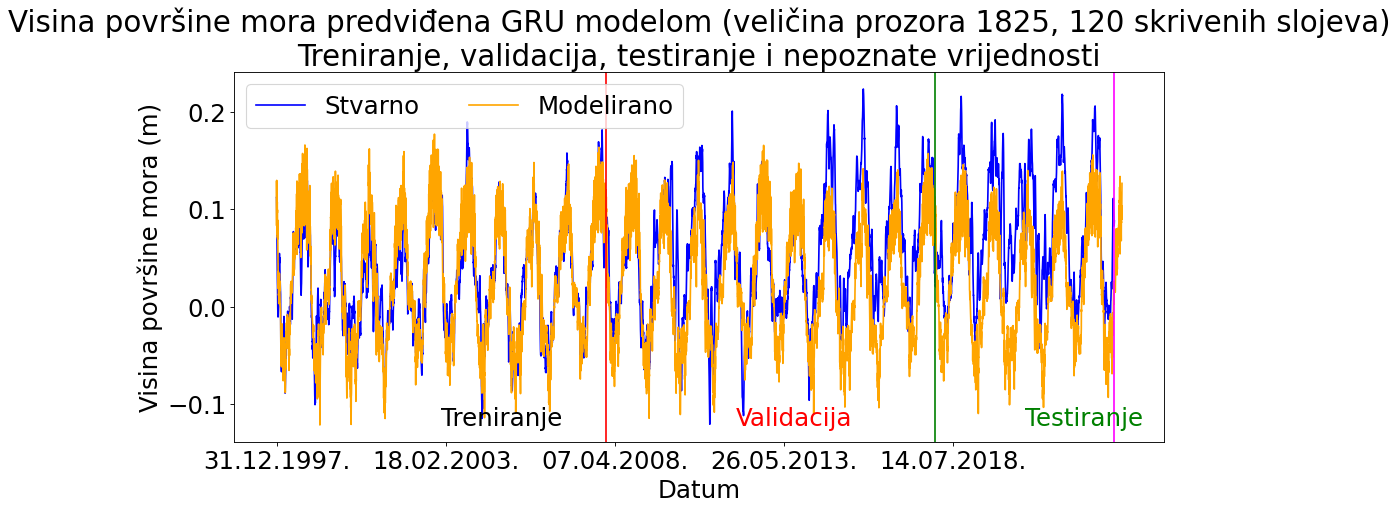 Visina površine mora predviđena GRU modelom (veličina prozora 1825, 120 skrivenih slojeva)
Treniranje, validacija, testiranje i nepoznate vrijednosti
Stvarno
Modelirano
Visina površine mora (m)
0.2
0.1
0.0
−0.1
Treniranje
Validacija
Testiranje
31.12.1997.
18.02.2003.
07.04.2008.
26.05.2013.
14.07.2018.
Datum